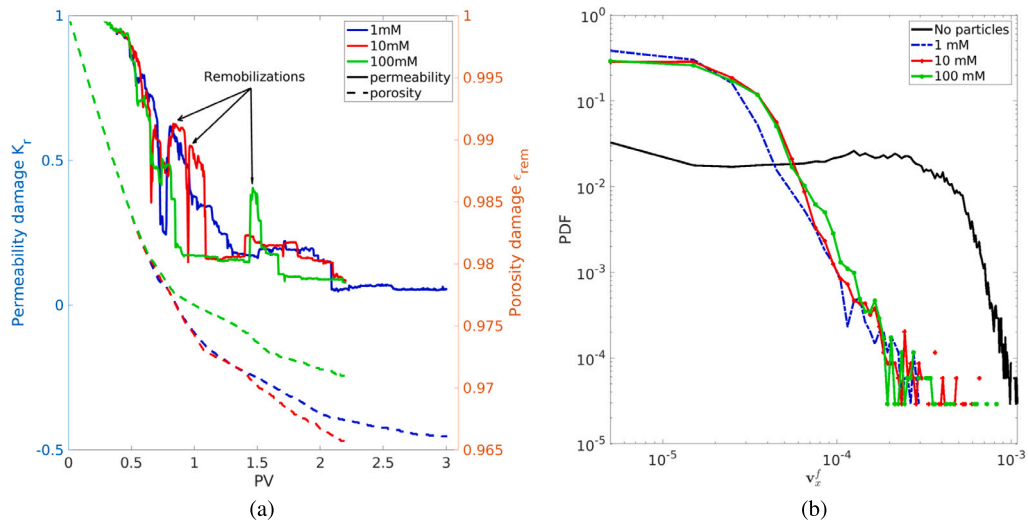 1
0.5
0
-0.5
Permeability damage K_r
0
0.5
1
1.5
2
2.5
3.0
PV
1
0.995
0.99
0.985
0.98
0.975
0.97
0.965
Porosity damage ϵ_rem
Remobilizations
1mM
10mM
100mM
permeability
porosity
(a)
10^0
10^-1
10^-2
10^-3
10^-4
10^-5
PDF
10^-5
10^-4
10^-3
v_x^f
No particles
1 mM
10 mM
100 mM
(b)